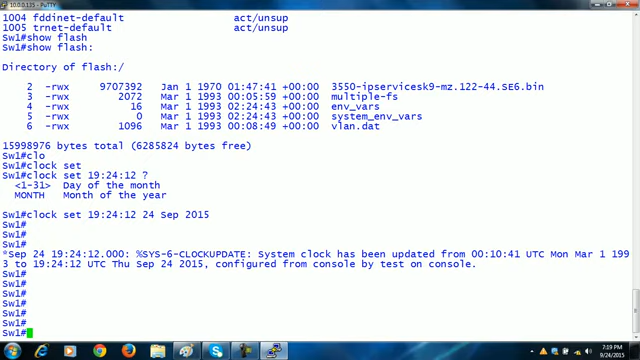 10.0.0.135 - PuTTY
1004 fddinet-default                  act/unsup
1005 trnet-default                    act/unsup
Sw1#show flash
Sw1#show flash:
Directory of flash:/
    2  -rwx     9707392   Jan 1 1970 01:47:41 +00:00  3550-ipservicesk9-mz.122-44.SE6.bin
    3  -rwx        2072   Mar 1 1993 00:05:59 +00:00  multiple-fs
    4  -rwx          16   Mar 1 1993 02:24:43 +00:00  env_vars
    5  -rwx           0   Mar 1 1993 02:24:43 +00:00  system_env_vars
    6  -rwx        1096   Mar 1 1993 00:08:49 +00:00  vlan.dat
15998976 bytes total (6285824 bytes free)
Sw1#clo
Sw1#clock set
Sw1#clock set 19:24:12 ?
  <1-31>  Day of the month
  MONTH   Month of the year
Sw1#clock set 19:24:12 24 Sep 2015
Sw1#
Sw1#
Sw1#
*Sep 24 19:24:12.000: %SYS-6-CLOCKUPDATE: System clock has been updated from 00:10:41 UTC Mon Mar 1 199
3 to 19:24:12 UTC Thu Sep 24 2015, configured from console by test on console.
Sw1#
Sw1#
Sw1#
Sw1#
Sw1#
Sw1#
Sw1#
7:19 PM
9/24/2015